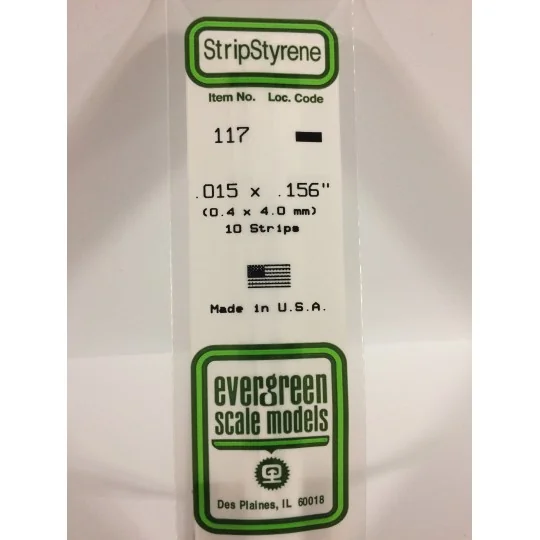 StripStyrene
Item No. Loc. Code
117
.015 x .156"
(0.4 x 4.0 mm)
10 Strips
Made in U.S.A.
evergreen
scale models
Des Plaines, IL 60018